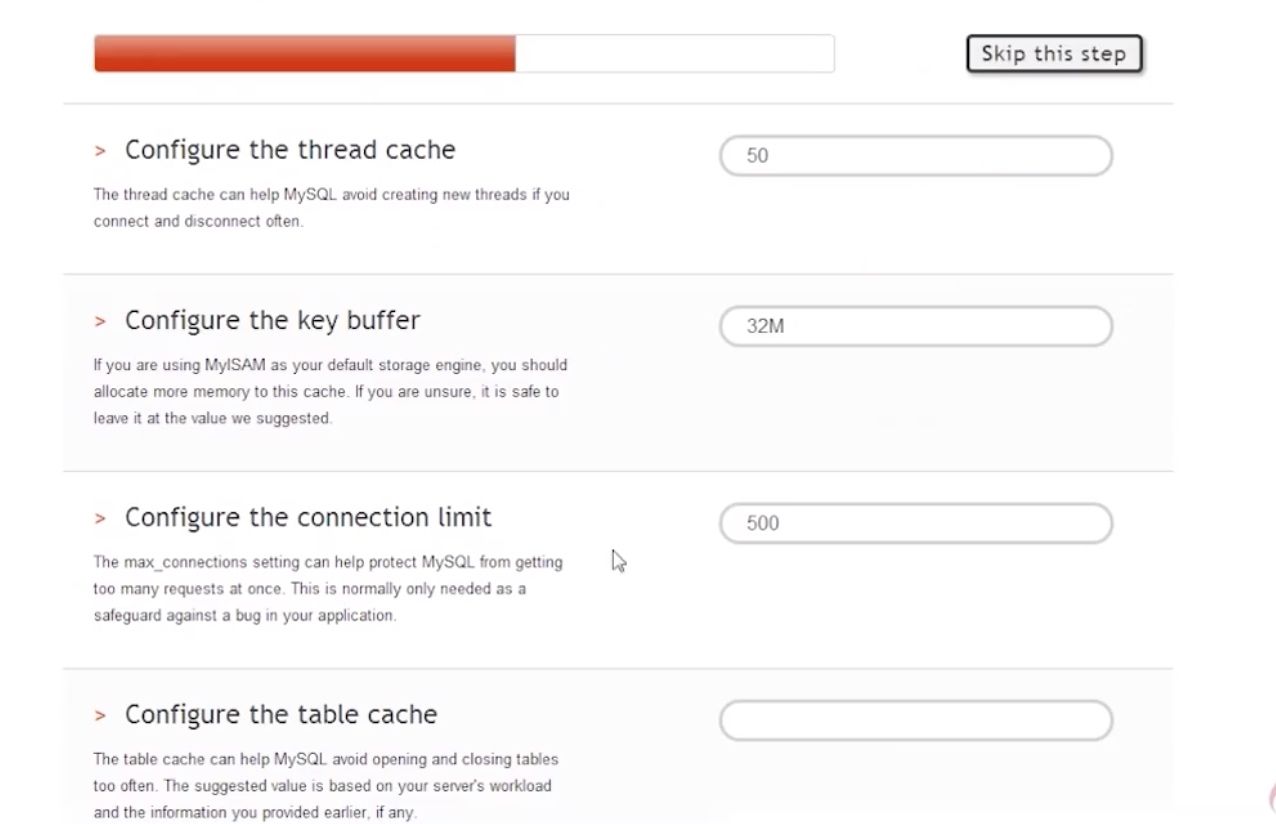 Skip this step
> Configure the thread cache
50
The thread cache can help MySQL avoid creating new threads if you
connect and disconnect often.
> Configure the key buffer
32M
If you are using MyISAM as your default storage engine, you should
allocate more memory to this cache. If you are unsure, it is safe to
leave it at the value we suggested.
> Configure the connection limit
500
The max_connections setting can help protect MySQL from getting
too many requests at once. This is normally only needed as a
safeguard against a bug in your application.
> Configure the table cache
The table cache can help MySQL avoid opening and closing tables
too often. The suggested value is based on your server's workload
and the information you provided earlier, if any.